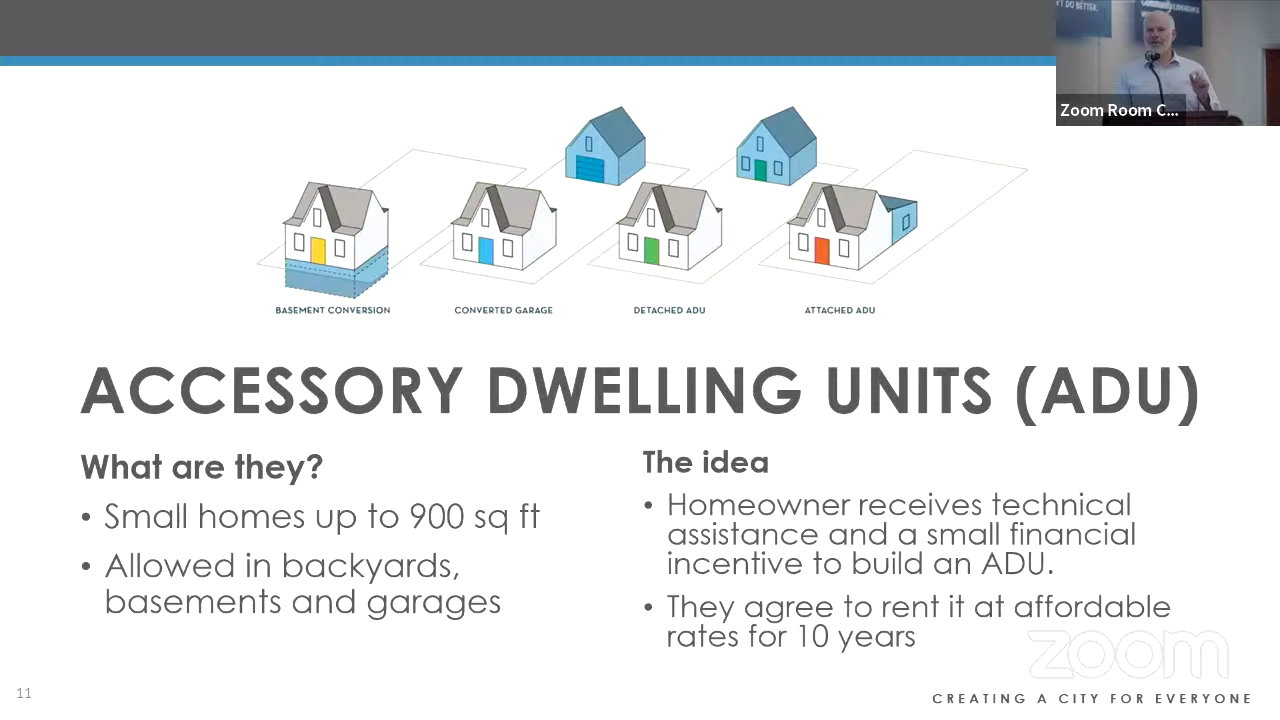 'T DO BETTER.
Zoom Room C...
BASEMENT CONVERSION
CONVERTED GARAGE
DETACHED ADU
ATTACHED ADU
ACCESSORY DWELLING UNITS (ADU)
What are they?
• Small homes up to 900 sq ft
• Allowed in backyards,
basements and garages
The idea
• Homeowner receives technical
assistance and a small financial
incentive to build an ADU.
• They agree to rent it at affordable
rates for 10 years
zoom
11
CREATING A CITY FOR EVERYONE